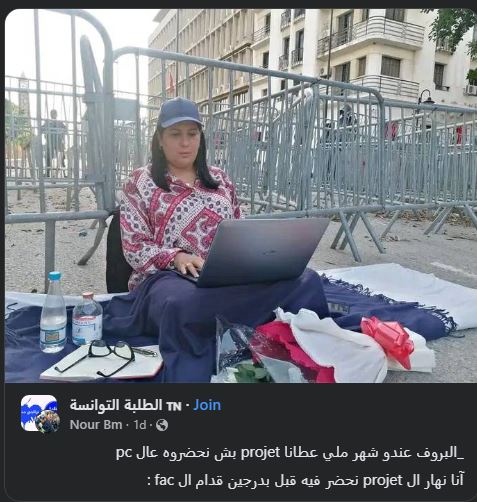 الطلبة التوانسة TN · Join
Nour Bm · 1d ·
_البروف عندو شهر ملي عطانا projet بش نحضروه عال pc
آنا نهار ال projet نحضر فيه قبل بدرجين قدام ال fac :